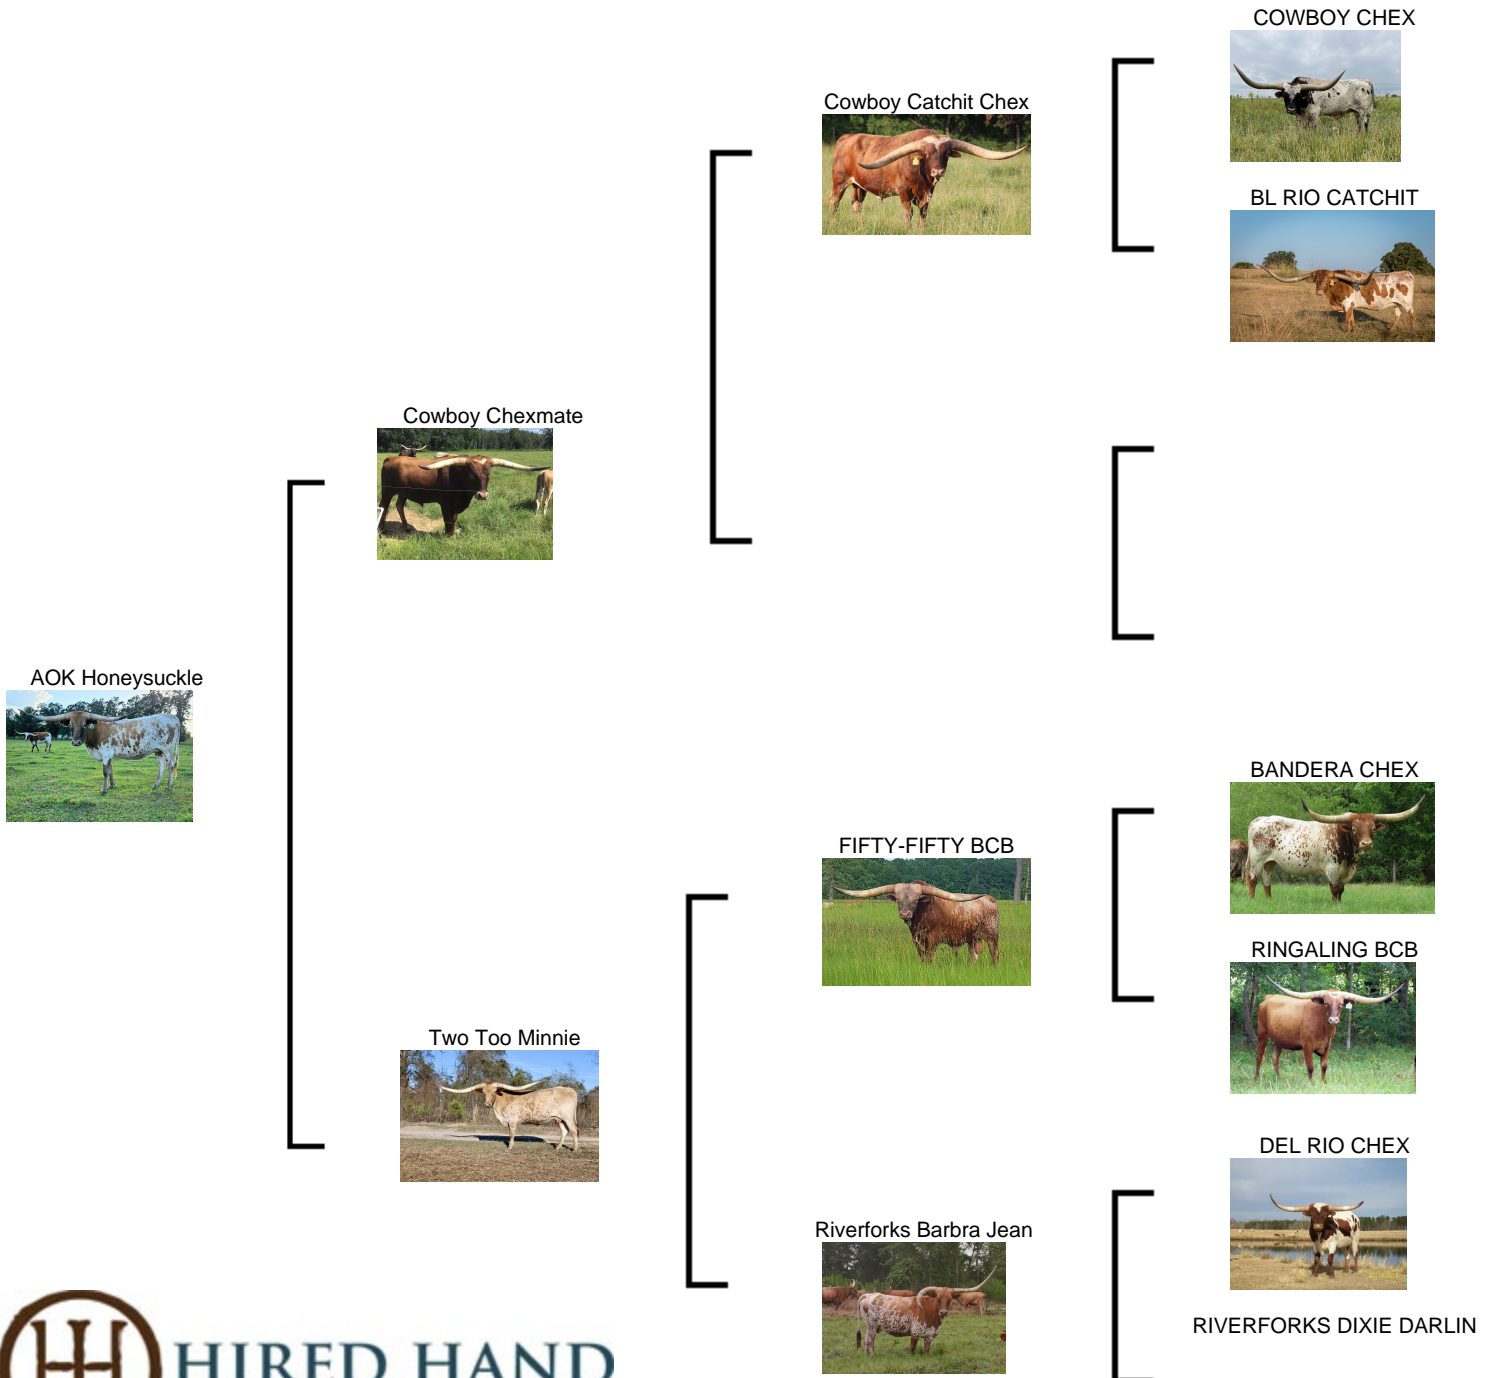 COWBOY CHEX
Cowboy Catchit Chex
BL RIO CATCHIT
Cowboy Chexmate
AOK Honeysuckle
BANDERA CHEX
FIFTY-FIFTY BCB
RINGALING BCB
Two Too Minnie
DEL RIO CHEX
Riverforks Barbra Jean
RIVERFORKS DIXIE DARLIN
HIRED HAND